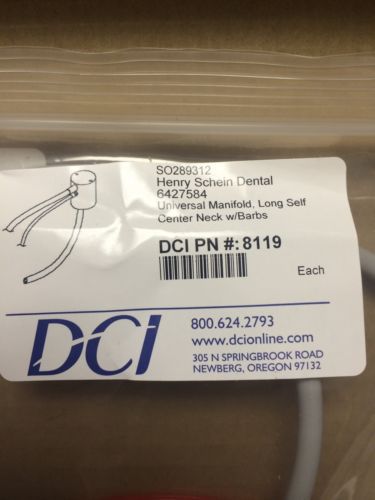 SO289312
Henry Schein Dental
6427584
Universal Manifold, Long Self
Center Neck w/Barbs
DCI PN #: 8119
Each
DCI
800.624.2793
www.dcionline.com
305 N SPRINGBROOK ROAD
NEWBERG, OREGON 97132